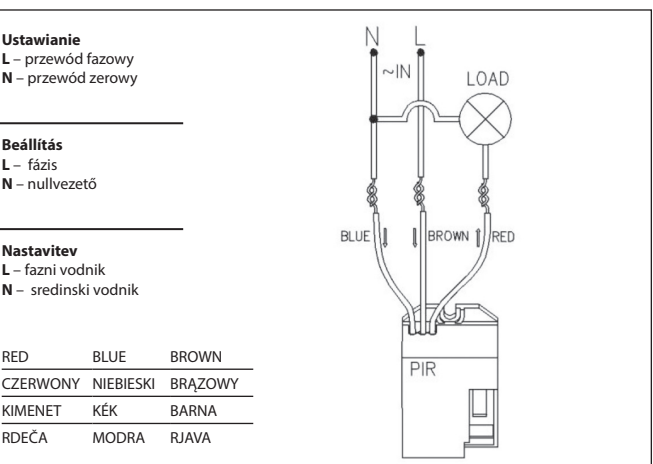 Ustawianie
L – przewód fazowy
N – przewód zerowy
Beállítás
L – fázis
N – nullvezető
Nastavitev
L – fazni vodnik
N – sredinski vodnik
RED BLUE BROWN
CZERWONY NIEBIESKI BRĄZOWY
KIMENET KÉK BARNA
RDEČA MODRA RJAVA
N L
~IN
LOAD
BLUE BROWN RED
PIR